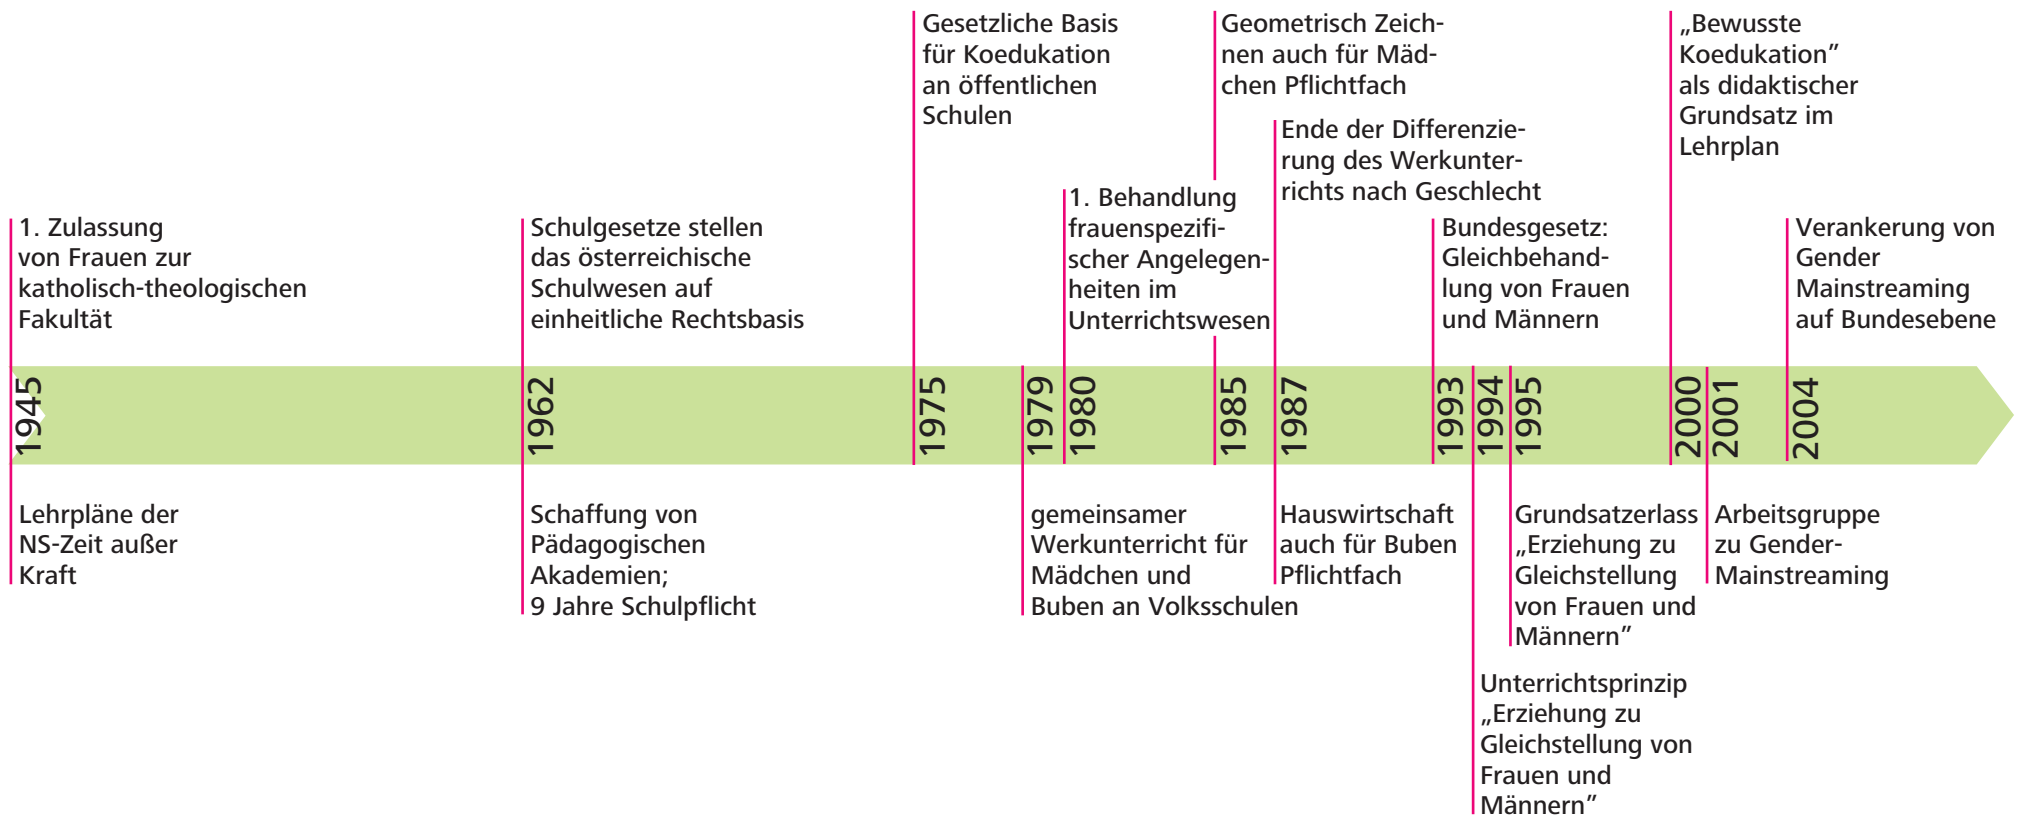 Gesetzliche Basis
für Koedukation
an öffentlichen
Schulen
Geometrisch Zeich-
nen auch für Mäd-
chen Pflichtfach
„Bewusste
Koedukation”
als didaktischer
Grundsatz im
Lehrplan
Ende der Differenzie-
rung des Werkunter-
richts nach Geschlecht
1. Behandlung
frauenspezifi-
scher Angelegen-
heiten im
Unterrichtswesen
1. Zulassung
von Frauen zur
katholisch-theologischen
Fakultät
Schulgesetze stellen
das österreichische
Schulwesen auf
einheitliche Rechtsbasis
Bundesgesetz:
Gleichbehand-
lung von Frauen
und Männern
Verankerung von
Gender
Mainstreaming
auf Bundesebene
1945
1962
1975
1979
1980
1985
1987
1993
1994
1995
2000
2001
2004
Lehrpläne der
NS-Zeit außer
Kraft
Schaffung von
Pädagogischen
Akademien;
9 Jahre Schulpflicht
gemeinsamer
Werkunterricht für
Mädchen und
Buben an Volksschulen
Hauswirtschaft
auch für Buben
Pflichtfach
Grundsatzerlass
„Erziehung zu
Gleichstellung
von Frauen und
Männern”
Arbeitsgruppe
zu Gender-
Mainstreaming
Unterrichtsprinzip
„Erziehung zu
Gleichstellung von
Frauen und
Männern”